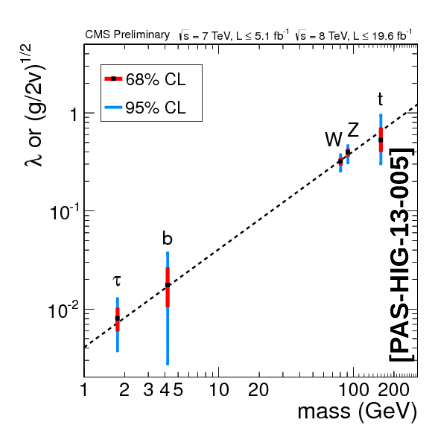 CMS Preliminary √s = 7 TeV, L ≤ 5.1 fb⁻¹ √s = 8 TeV, L ≤ 19.6 fb⁻¹
λ or (g/2v)^1/2
68% CL
95% CL
1
10⁻¹
10⁻²
τ
b
W
Z
t
[PAS-HIG-13-005]
1 2 3 4 5 10 20 100 200
mass (GeV)